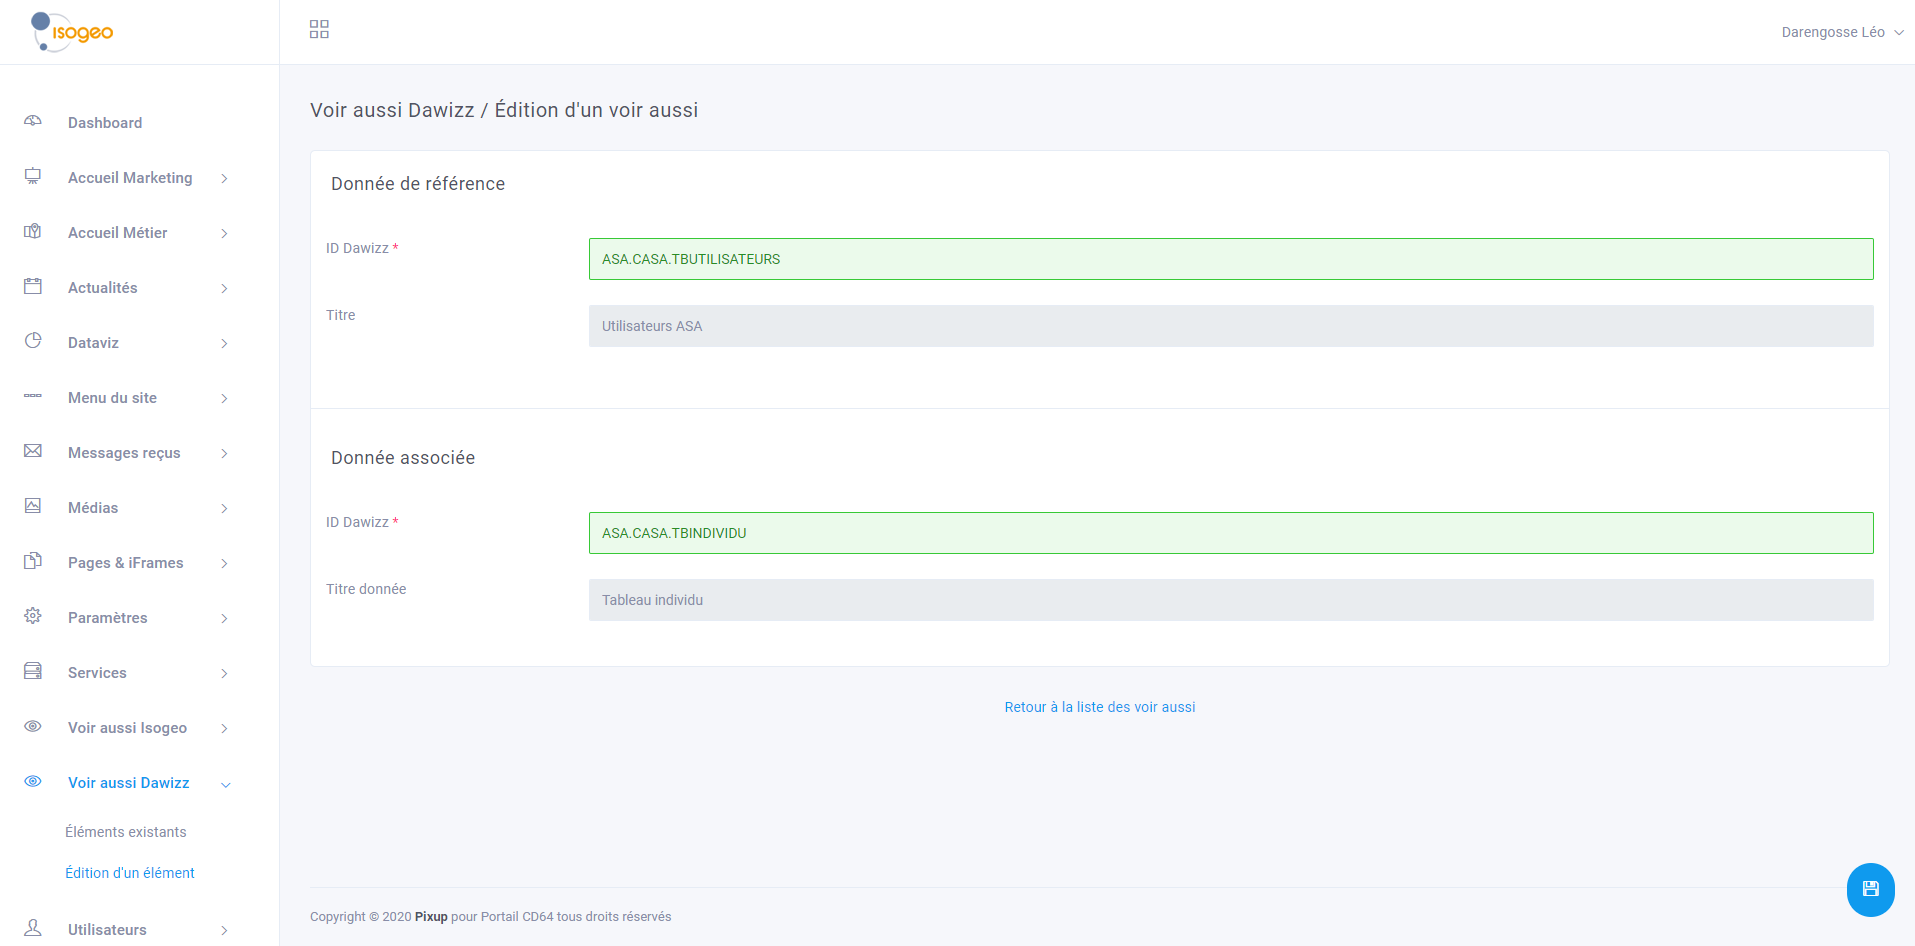 isogeo
Darengosse Léo
Dashboard
Accueil Marketing
Accueil Métier
Actualités
Dataviz
Menu du site
Messages reçus
Médias
Pages & iFrames
Paramètres
Services
Voir aussi Isogeo
Voir aussi Dawizz
Éléments existants
Édition d'un élément
Utilisateurs
Voir aussi Dawizz / Édition d'un voir aussi
Donnée de référence
ID Dawizz *
ASA.CASA.TBUTILISATEURS
Titre
Utilisateurs ASA
Donnée associée
ID Dawizz *
ASA.CASA.TBINDIVIDU
Titre donnée
Tableau individu
Retour à la liste des voir aussi
Copyright © 2020 Pixup pour Portail CD64 tous droits réservés